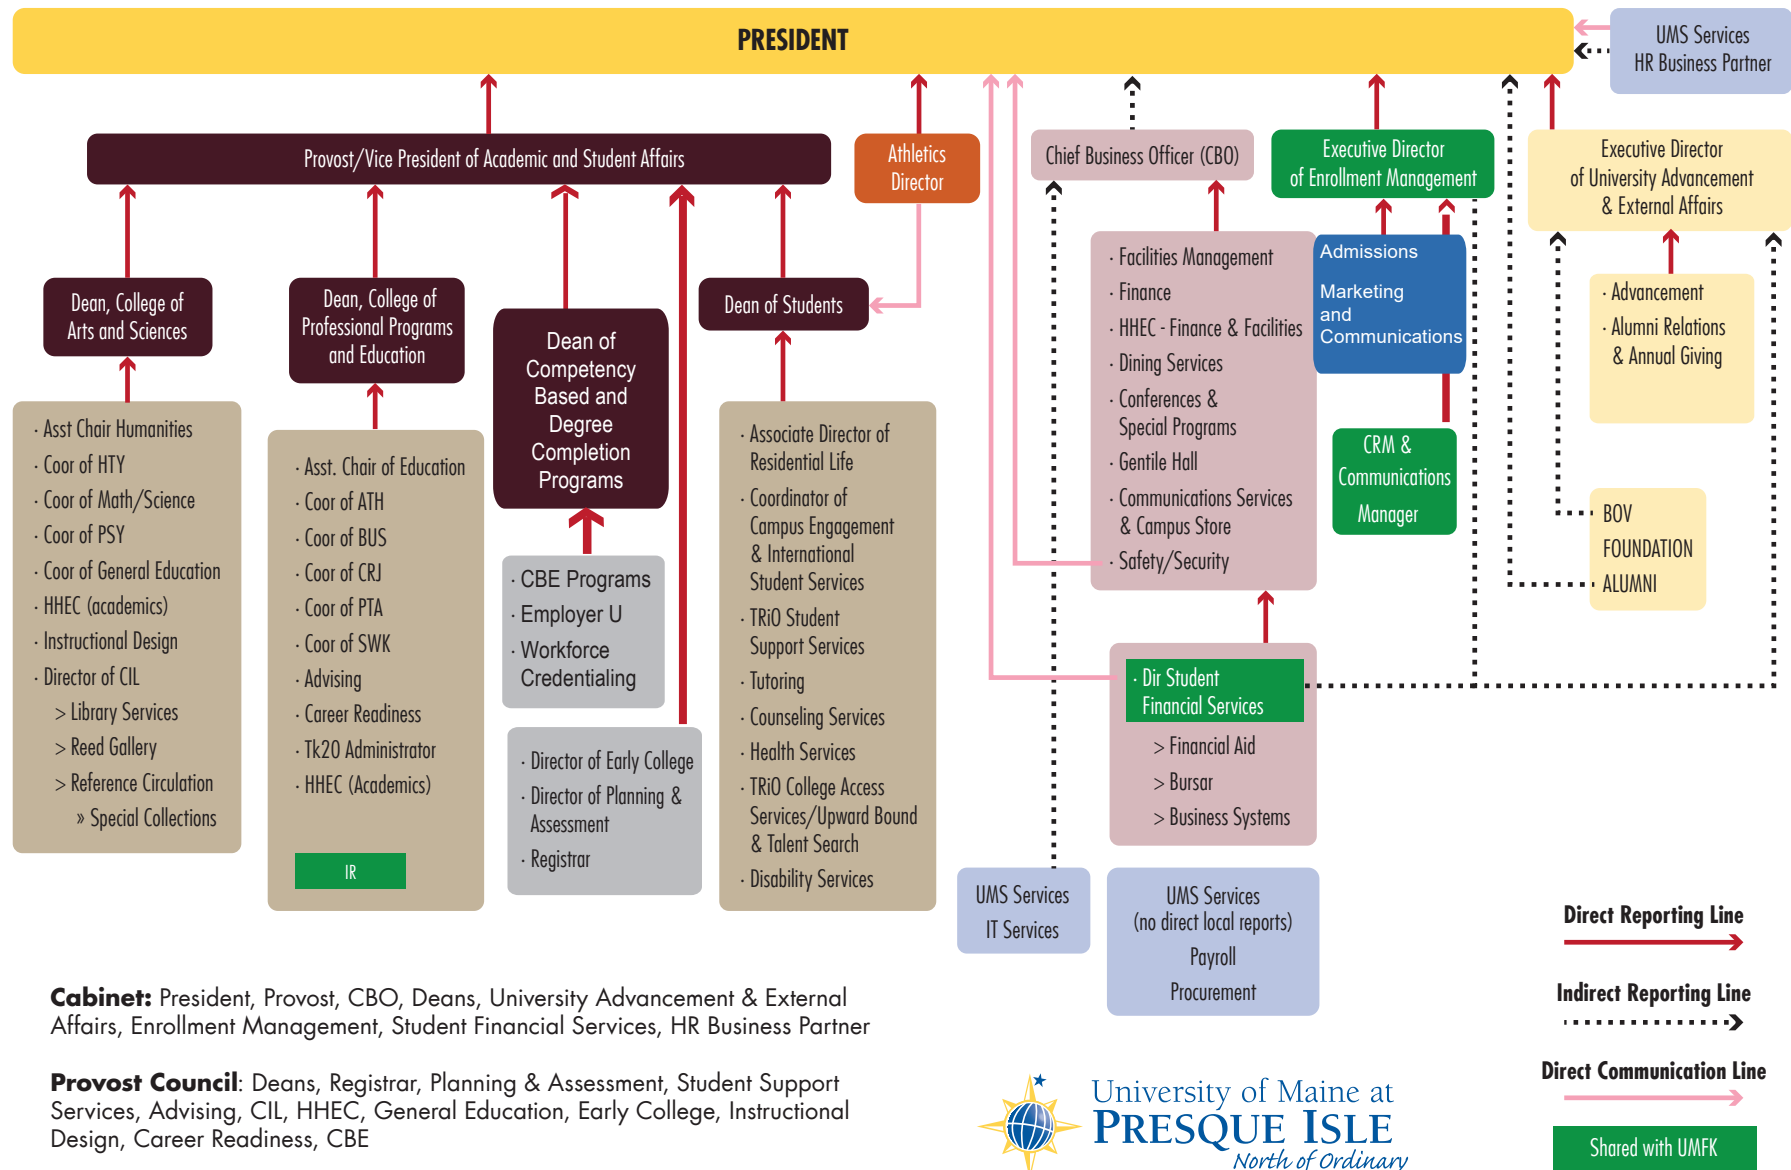 PRESIDENT
UMS Services
HR Business Partner
Provost/Vice President of Academic and Student Affairs
Athletics
Director
Chief Business Officer (CBO)
Executive Director
of Enrollment Management
Executive Director
of University Advancement
& External Affairs
Dean, College of
Arts and Sciences
Dean, College of
Professional Programs
and Education
Dean of
Competency
Based and
Degree
Completion
Programs
Dean of Students
· Asst Chair Humanities
· Coor of HTY
· Coor of Math/Science
· Coor of PSY
· Coor of General Education
· HHEC (academics)
· Instructional Design
· Director of CIL
> Library Services
> Reed Gallery
> Reference Circulation
» Special Collections
· Asst. Chair of Education
· Coor of ATH
· Coor of BUS
· Coor of CRJ
· Coor of PTA
· Coor of SWK
· Advising
· Career Readiness
· Tk20 Administrator
· HHEC (Academics)
IR
· CBE Programs
· Employer U
· Workforce
Credentialing
· Director of Early College
· Director of Planning &
Assessment
· Registrar
· Associate Director of
Residential Life
· Coordinator of
Campus Engagement
& International
Student Services
· TRiO Student
Support Services
· Tutoring
· Counseling Services
· Health Services
· TRiO College Access
Services/Upward Bound
& Talent Search
· Disability Services
· Facilities Management
· Finance
· HHEC - Finance & Facilities
· Dining Services
· Conferences &
Special Programs
· Gentile Hall
· Communications Services
& Campus Store
· Safety/Security
Admissions
Marketing
and
Communications
CRM &
Communications
Manager
· Advancement
· Alumni Relations
& Annual Giving
BOV
FOUNDATION
ALUMNI
· Dir Student
Financial Services
> Financial Aid
> Bursar
> Business Systems
UMS Services
IT Services
UMS Services
(no direct local reports)
Payroll
Procurement
Direct Reporting Line
Indirect Reporting Line
Direct Communication Line
Shared with UMFK
Cabinet: President, Provost, CBO, Deans, University Advancement & External
Affairs, Enrollment Management, Student Financial Services, HR Business Partner
Provost Council: Deans, Registrar, Planning & Assessment, Student Support
Services, Advising, CIL, HHEC, General Education, Early College, Instructional
Design, Career Readiness, CBE
University of Maine at
PRESQUE ISLE
North of Ordinary